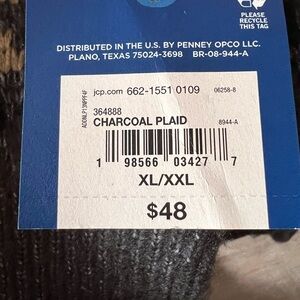 PLEASE
RECYCLE
THIS TAG
DISTRIBUTED IN THE U.S. BY PENNEY OPCO LLC.
PLANO, TEXAS 75024-3698 BR-08-944-A
jcp.com 662-1551 0109 06258-8
364888
CHARCOAL PLAID 8944-A
1 98566 03427 7
XL/XXL
$48